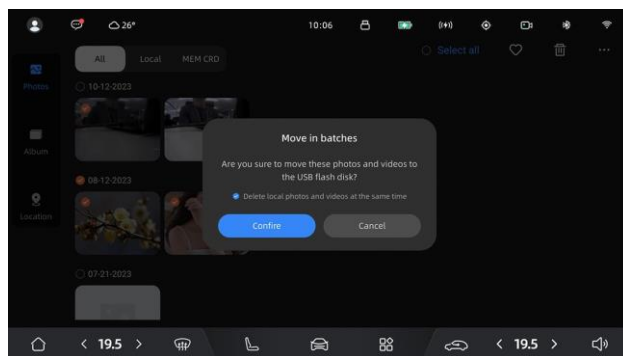 26°
10:06
All
Local
MEM CRD
Select all
Photos
10-12-2023
Album
08-12-2023
Location
07-21-2023
Move in batches
Are you sure to move these photos and videos to
the USB flash disk?
Delete local photos and videos at the same time
Confire
Cancel
19.5
19.5